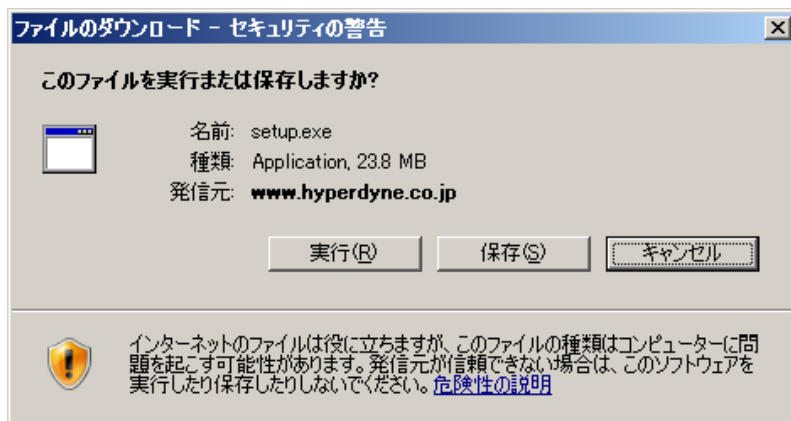 ファイルのダウンロード - セキュリティの警告
このファイルを実行または保存しますか?
名前: setup.exe
種類: Application, 23.8 MB
発信元: www.hyperdyne.co.jp
実行(R) 保存(S) キャンセル
インターネットのファイルは役に立ちますが、このファイルの種類はコンピューターに問
題を起こす可能性があります。発信元が信頼できない場合は、このソフトウェアを
実行したり保存したりしないでください。危険性の説明